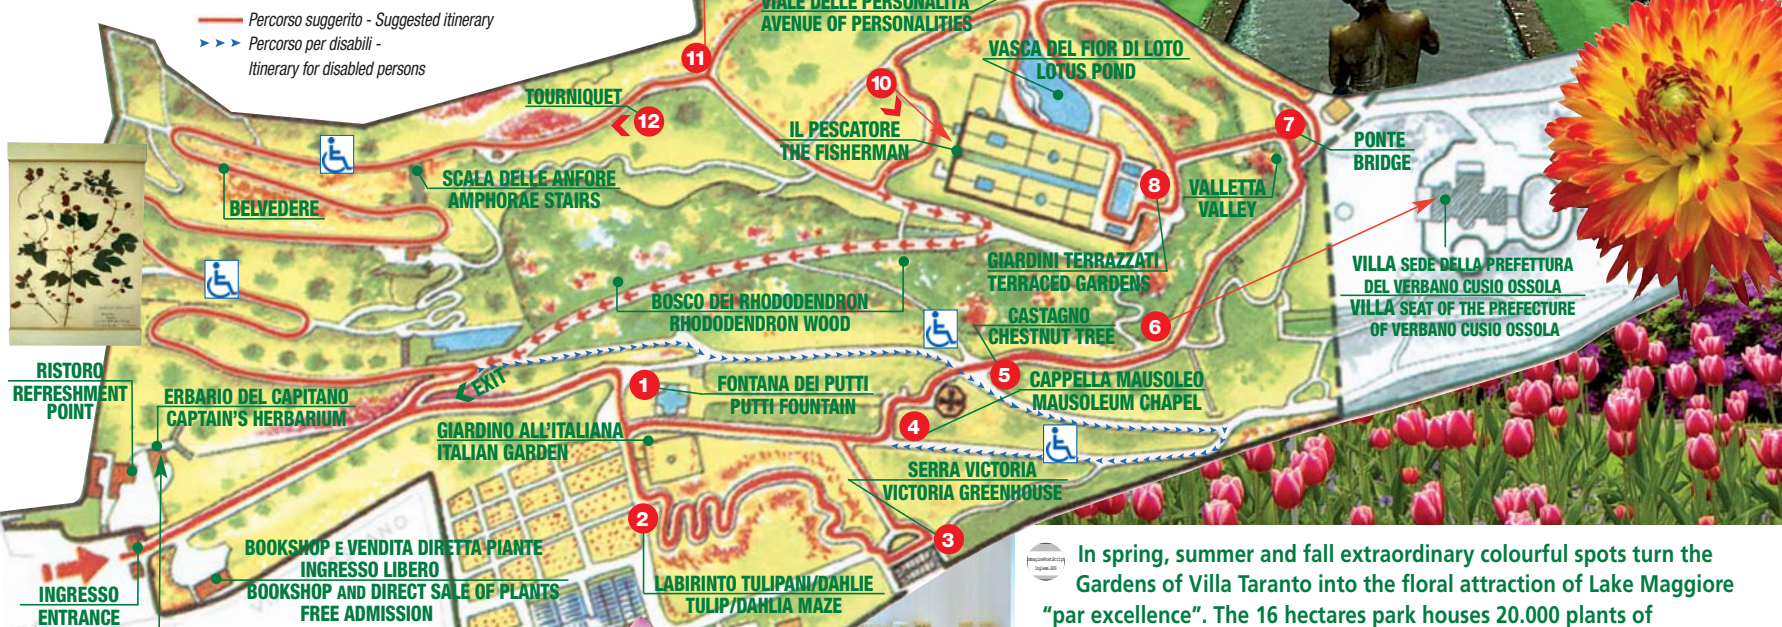 Percorso suggerito - Suggested itinerary
Percorso per disabili -
Itinerary for disabled persons
VIALE DELLE PERSONALITÀ
AVENUE OF PERSONALITIES
11
VASCA DEL FIOR DI LOTO
LOTUS POND
10
TOURNIQUET
12
IL PESCATORE
THE FISHERMAN
7
PONTE
BRIDGE
SCALA DELLE ANFORE
AMPHORAE STAIRS
BELVEDERE
8
VALLETTA
VALLEY
GIARDINI TERRAZZATI
TERRACED GARDENS
VILLA SEDE DELLA PREFETTURA
DEL VERBANO CUSIO OSSOLA
VILLA SEAT OF THE PREFECTURE
OF VERBANO CUSIO OSSOLA
BOSCO DEI RHODODENDRON
RHODODENDRON WOOD
CASTAGNO
CHESTNUT TREE
6
RISTORO
REFRESHMENT
POINT
ERBARIO DEL CAPITANO
CAPTAIN'S HERBARIUM
EXIT
1
FONTANA DEI PUTTI
PUTTI FOUNTAIN
5
CAPPELLA MAUSOLEO
MAUSOLEUM CHAPEL
4
GIARDINO ALL'ITALIANA
ITALIAN GARDEN
SERRA VICTORIA
VICTORIA GREENHOUSE
2
3
BOOKSHOP E VENDITA DIRETTA PIANTE
INGRESSO LIBERO
BOOKSHOP AND DIRECT SALE OF PLANTS
FREE ADMISSION
LABIRINTO TULIPANI/DAHLIE
TULIP/DAHLIA MAZE
INGRESSO
ENTRANCE
In spring, summer and fall extraordinary colourful spots turn the
Gardens of Villa Taranto into the floral attraction of Lake Maggiore
“par excellence”. The 16 hectares park houses 20.000 plants of